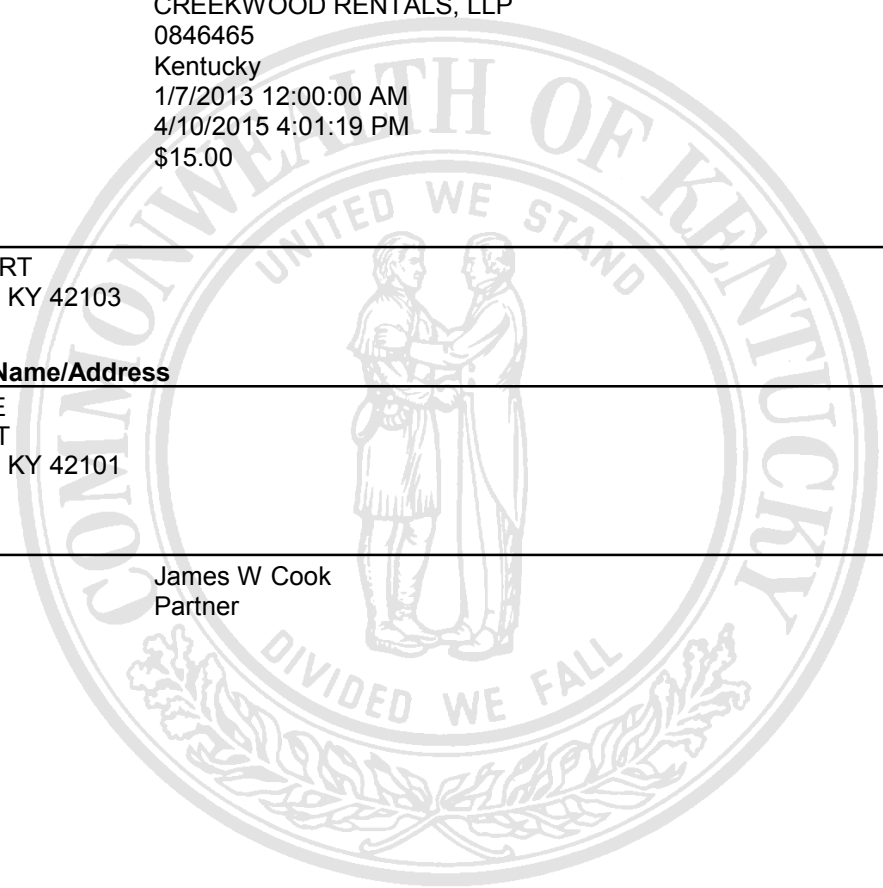 CREEKWOOD RENTALS, LLP
0846465
Kentucky
1/7/2013 12:00:00 AM
4/10/2015 4:01:19 PM
$15.00
RT
KY 42103
Name/Address
E
T
KY 42101
James W Cook
Partner
COMMONWEALTH OF KENTUCKY
UNITED WE STAND
DIVIDED WE FALL